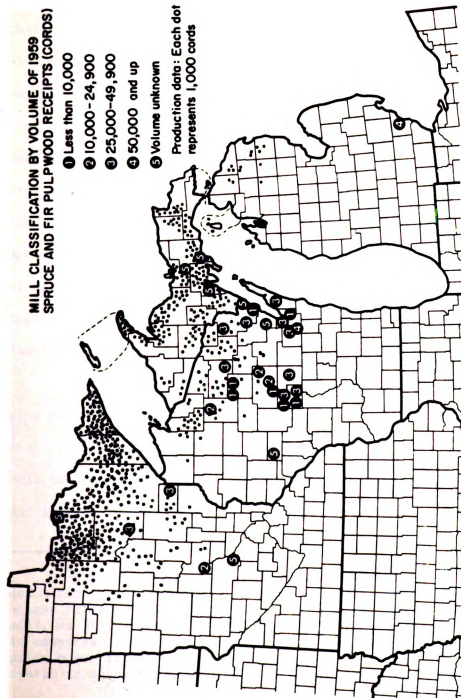 MILL CLASSIFICATION BY VOLUME OF 1959
SPRUCE AND FIR PULPWOOD RECEIPTS (CORDS)
① Less than 10,000
② 10,000-24,900
③ 25,000-49,900
④ 50,000 and up
⑤ Volume unknown
Production data: Each dot
represents 1,000 cords